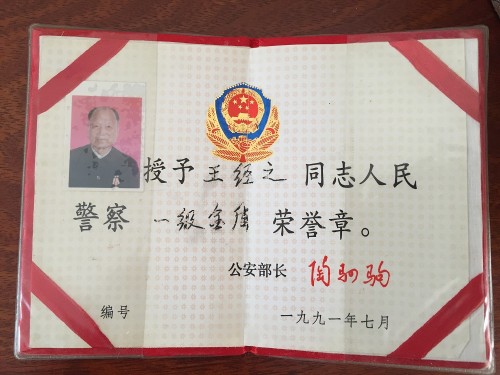 授予王经之同志人民
警察一级金盾荣誉章。
公安部长 陶驷驹
编号
一九九一年七月